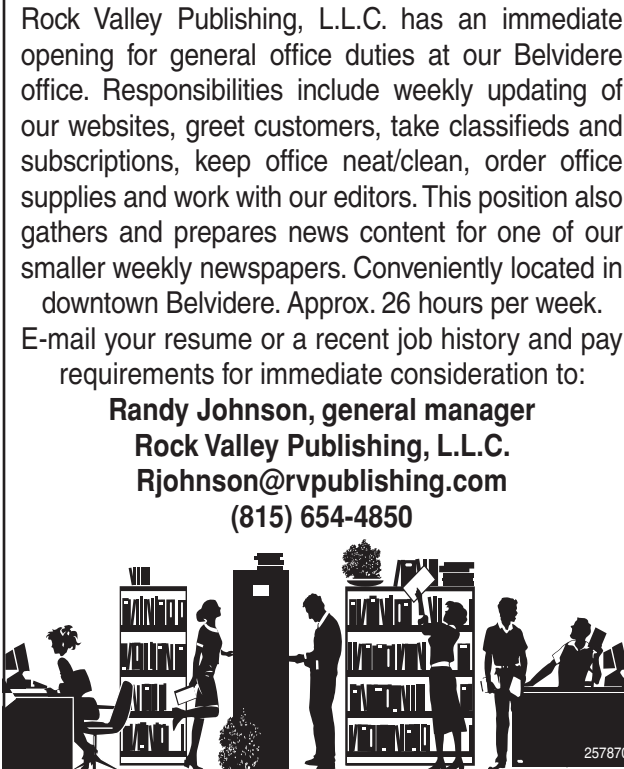 Rock Valley Publishing, L.L.C. has an immediate
opening for general office duties at our Belvidere
office. Responsibilities include weekly updating of
our websites, greet customers, take classifieds and
subscriptions, keep office neat/clean, order office
supplies and work with our editors. This position also
gathers and prepares news content for one of our
smaller weekly newspapers. Conveniently located in
downtown Belvidere. Approx. 26 hours per week.
E-mail your resume or a recent job history and pay
requirements for immediate consideration to:
Randy Johnson, general manager
Rock Valley Publishing, L.L.C.
Rjohnson@rvpublishing.com
(815) 654-4850
257870